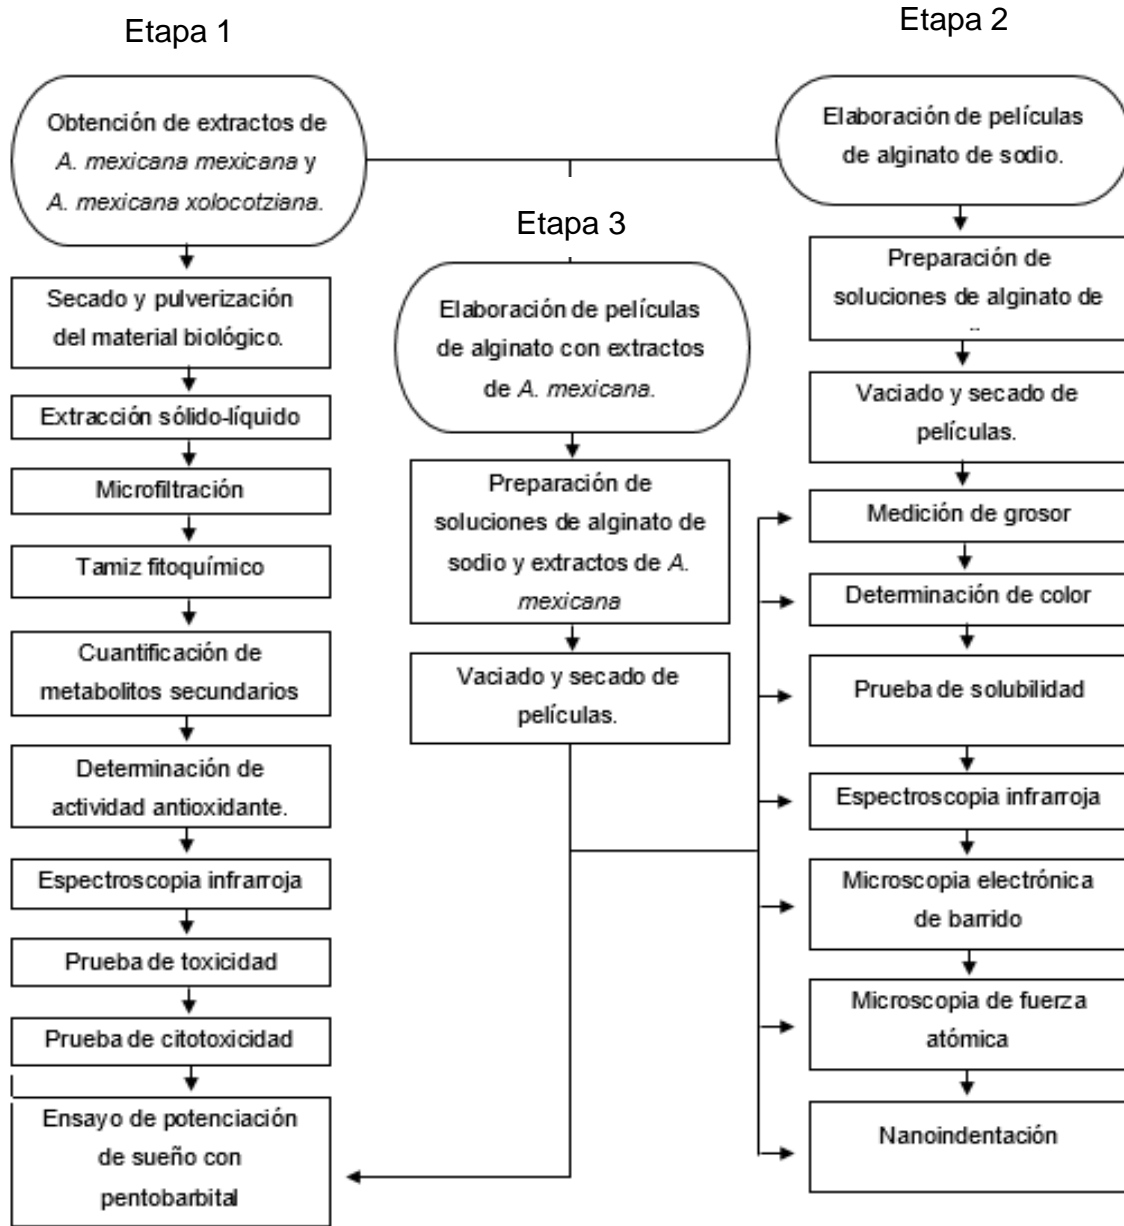 Etapa 1
Obtención de extractos de
A. mexicana mexicana y
A. mexicana xolocotziana.
Secado y pulverización
del material biológico.
Extracción sólido-líquido
Microfiltración
Tamiz fitoquímico
Cuantificación de
metabolitos secundarios
Determinación de
actividad antioxidante.
Espectroscopia infrarroja
Prueba de toxicidad
Prueba de citotoxicidad
Ensayo de potenciación
de sueño con
pentobarbital
Etapa 3
Elaboración de películas
de alginato con extractos
de A. mexicana.
Preparación de
soluciones de alginato de
sodio y extractos de A.
mexicana
Vaciado y secado de
películas.
Etapa 2
Elaboración de películas
de alginato de sodio.
Preparación de
soluciones de alginato de
Vaciado y secado de
películas.
Medición de grosor
Determinación de color
Prueba de solubilidad
Espectroscopia infrarroja
Microscopia electrónica
de barrido
Microscopia de fuerza
atómica
Nanoindentación